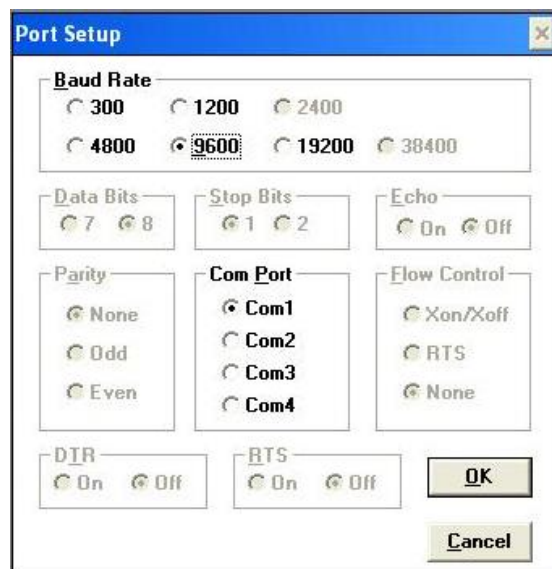 Port Setup
Baud Rate
300 1200 2400
4800 9600 19200 38400
Data Bits Stop Bits Echo
7 8 1 2 On Off
Parity Com Port Flow Control
None Com1 Xon/Xoff
Odd Com2 RTS
Even Com3 None
Com4
DTR RTS
On Off On Off OK
Cancel